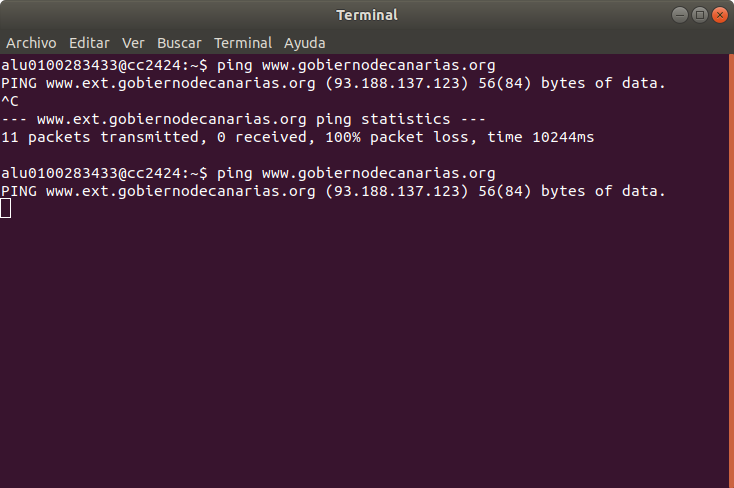 Terminal
Archivo Editar Ver Buscar Terminal Ayuda
alu0100283433@cc2424:~$ ping www.gobiernodecanarias.org
PING www.ext.gobiernodecanarias.org (93.188.137.123) 56(84) bytes of data.
^C
--- www.ext.gobiernodecanarias.org ping statistics ---
11 packets transmitted, 0 received, 100% packet loss, time 10244ms
alu0100283433@cc2424:~$ ping www.gobiernodecanarias.org
PING www.ext.gobiernodecanarias.org (93.188.137.123) 56(84) bytes of data.